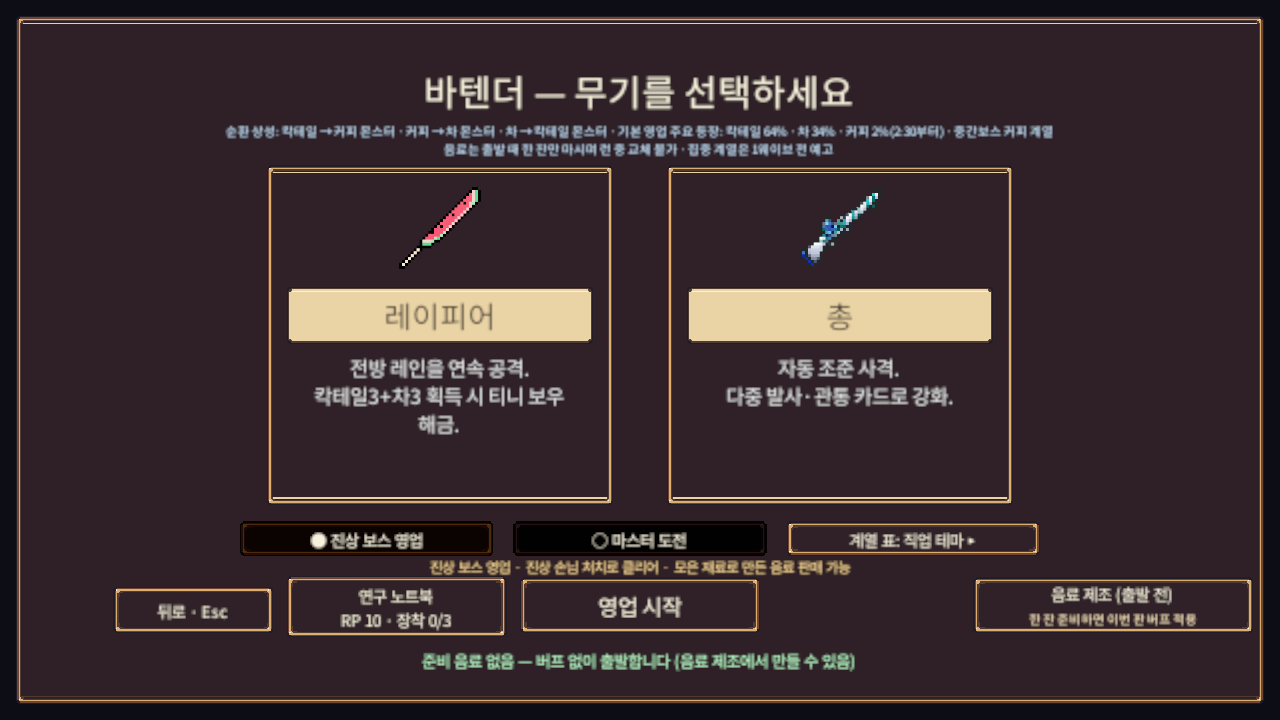 바텐더 — 무기를 선택하세요
순환 상성: 칵테일 →커피 몬스터 · 커피 →차 몬스터 · 차 →칵테일 몬스터 · 기본 영업 주요 등장: 칵테일 64% · 차 34% · 커피 2%(2:30부터) · 중간보스 커피 계열
음료는 출발 때 한 잔만 마시며 런 중 교체 불가 · 집중 계열은 1웨이브 전 예고
레이피어
전방 레인을 연속 공격.
칵테일3+차3 획득 시 티니 보우
해금.
총
자동 조준 사격.
다중 발사·관통 카드로 강화.
● 진상 보스 영업
○ 마스터 도전
계열 표: 직업 테마 ▸
진상 보스 영업 - 진상 손님 처치로 클리어 - 모은 재료로 만든 음료 판매 가능
뒤로 · Esc
연구 노트북
RP 10 · 장착 0/3
영업 시작
음료 제조 (출발 전)
한 잔 준비하면 이번 판 버프 적용
준비 음료 없음 — 버프 없이 출발합니다 (음료 제조에서 만들 수 있음)